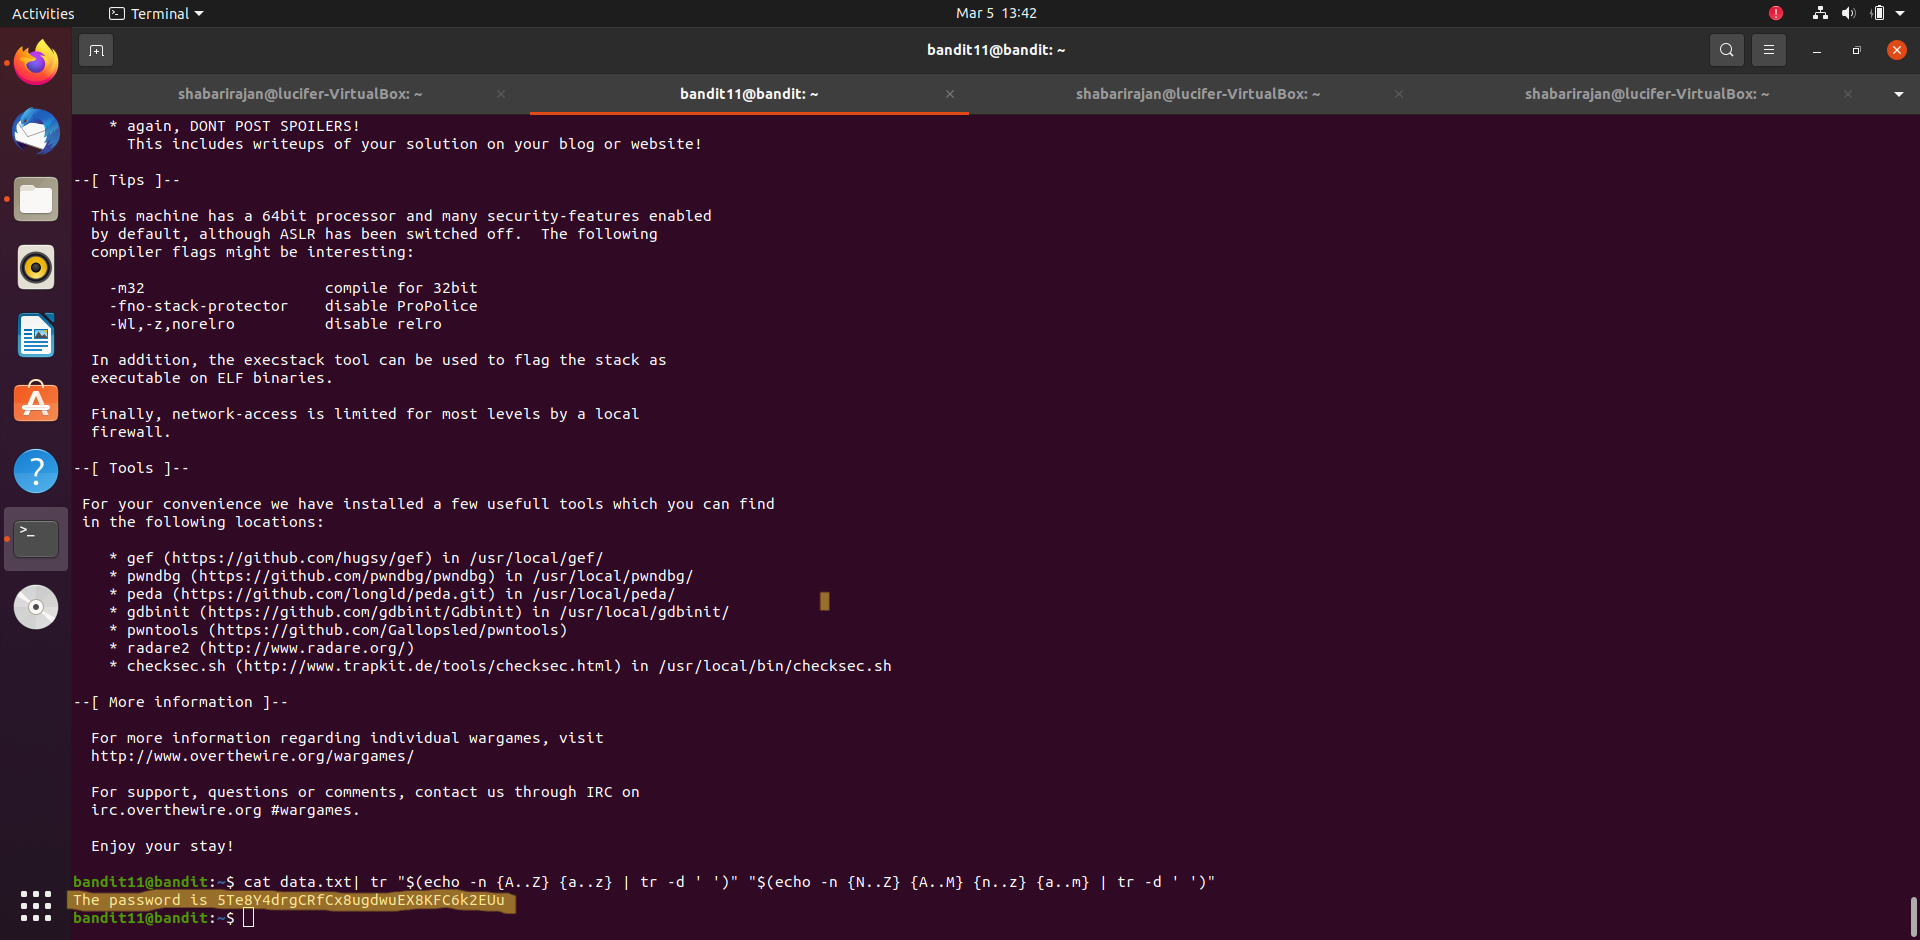 Activities
Terminal
Mar 5 13:42
bandit11@bandit: ~
shabarirajan@lucifer-VirtualBox: ~
bandit11@bandit: ~
shabarirajan@lucifer-VirtualBox: ~
shabarirajan@lucifer-VirtualBox: ~
* again, DONT POST SPOILERS!
This includes writeups of your solution on your blog or website!
--[ Tips ]--
This machine has a 64bit processor and many security-features enabled
by default, although ASLR has been switched off.  The following
compiler flags might be interesting:
-m32                    compile for 32bit
-fno-stack-protector    disable ProPolice
-Wl,-z,norelro          disable relro
In addition, the execstack tool can be used to flag the stack as
executable on ELF binaries.
Finally, network-access is limited for most levels by a local
firewall.
--[ Tools ]--
For your convenience we have installed a few usefull tools which you can find
in the following locations:
* gef (https://github.com/hugsy/gef) in /usr/local/gef/
* pwndbg (https://github.com/pwndbg/pwndbg) in /usr/local/pwndbg/
* peda (https://github.com/longld/peda.git) in /usr/local/peda/
* gdbinit (https://github.com/gdbinit/Gdbinit) in /usr/local/gdbinit/
* pwntools (https://github.com/Gallopsled/pwntools)
* radare2 (http://www.radare.org/)
* checksec.sh (http://www.trapkit.de/tools/checksec.html) in /usr/local/bin/checksec.sh
--[ More information ]--
For more information regarding individual wargames, visit
http://www.overthewire.org/wargames/
For support, questions or comments, contact us through IRC on
irc.overthewire.org #wargames.
Enjoy your stay!
bandit11@bandit:~$ cat data.txt| tr "$(echo -n {A..Z} {a..z} | tr -d ' ')" "$(echo -n {N..Z} {A..M} {n..z} {a..m} | tr -d ' ')"
The password is 5Te8Y4drgCRfCx8ugdwuEX8KFC6k2EUu
bandit11@bandit:~$